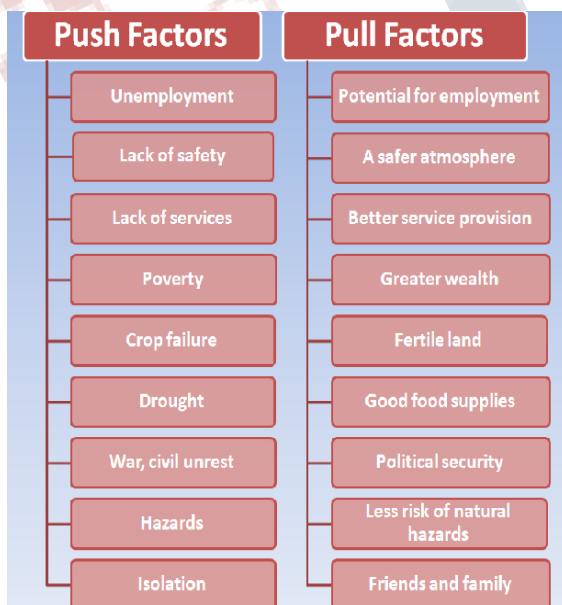 Push Factors
Unemployment
Lack of safety
Lack of services
Poverty
Crop failure
Drought
War, civil unrest
Hazards
Isolation
Pull Factors
Potential for employment
A safer atmosphere
Better service provision
Greater wealth
Fertile land
Good food supplies
Political security
Less risk of natural
hazards
Friends and family